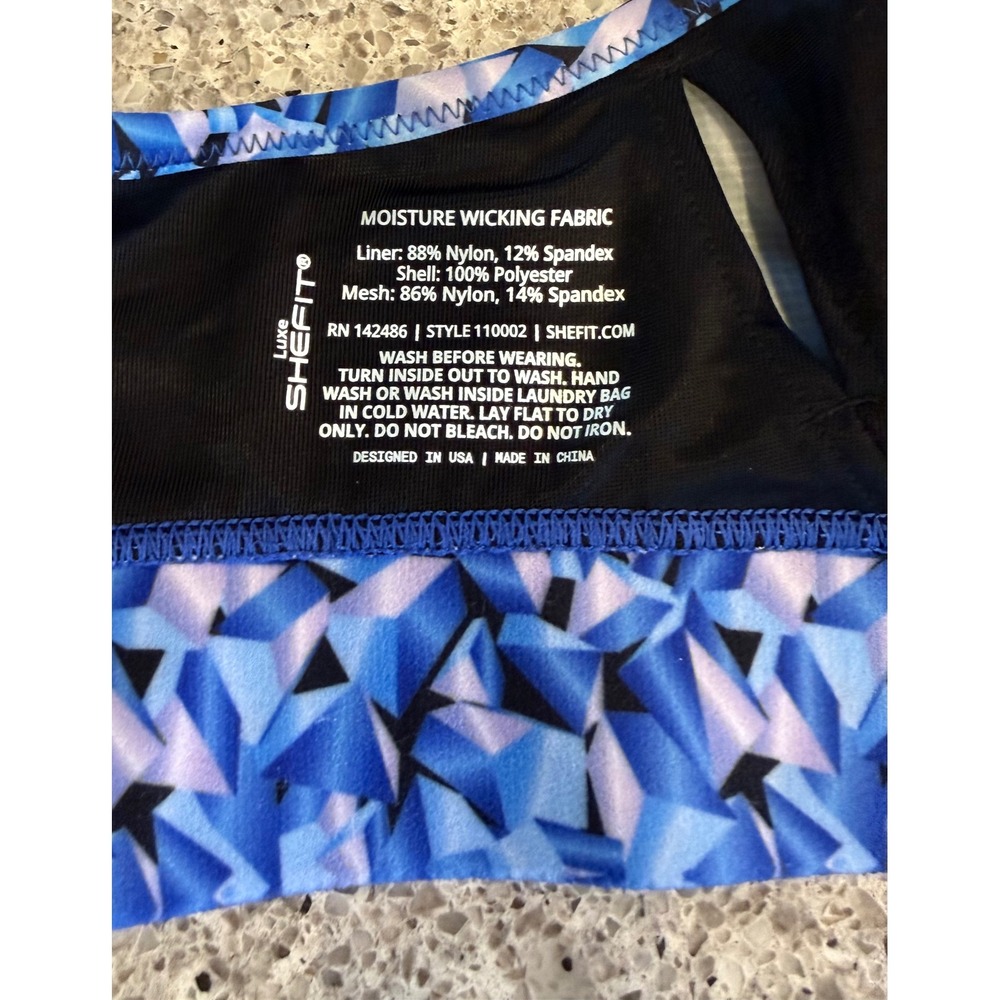 MOISTURE WICKING FABRIC
Liner: 88% Nylon, 12% Spandex
Shell: 100% Polyester
Mesh: 86% Nylon, 14% Spandex
Luxe
SHEFIT®
RN 142486 | STYLE 110002 | SHEFIT.COM
WASH BEFORE WEARING.
TURN INSIDE OUT TO WASH. HAND
WASH OR WASH INSIDE LAUNDRY BAG
IN COLD WATER. LAY FLAT TO DRY
ONLY. DO NOT BLEACH. DO NOT IRON.
DESIGNED IN USA | MADE IN CHINA